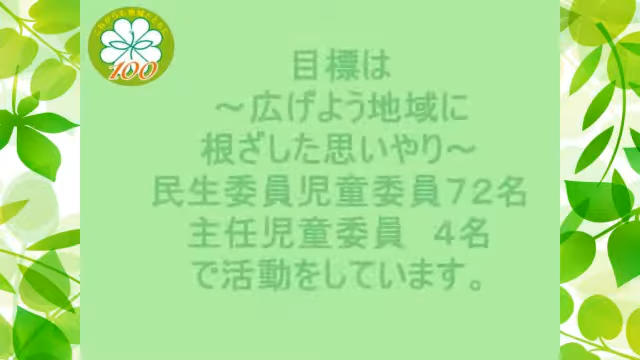 100
目標は
～広げよう地域に
根ざした思いやり～
民生委員児童委員７２名
主任児童委員　４名
で活動をしています。